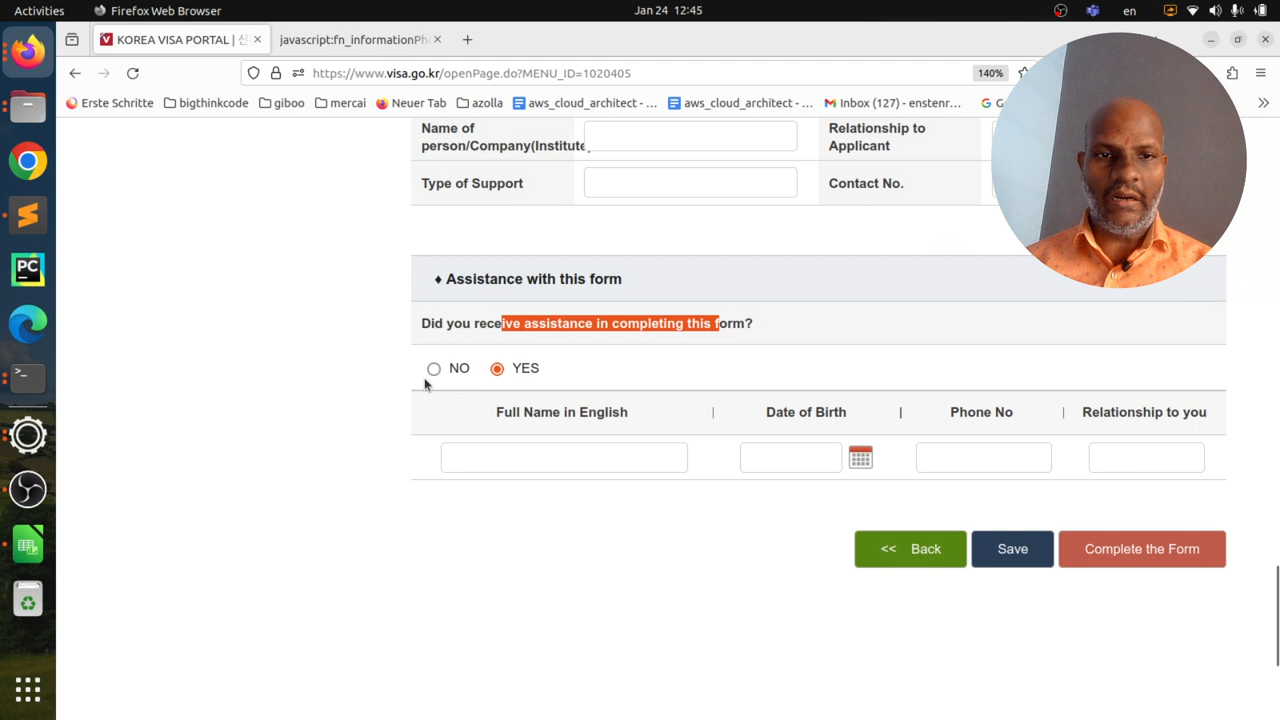 Activities Firefox Web Browser Jan 24 12:45 en
KOREA VISA PORTAL | 신 javascript:fn_informationPh
https://www.visa.go.kr/openPage.do?MENU_ID=1020405 140%
Erste Schritte bigthinkcode giboo mercai Neuer Tab azolla aws_cloud_architect - ... aws_cloud_architect - ... Inbox (127) - enstenr...
Name of
person/Company(Institute)
Relationship to
Applicant
Type of Support Contact No.
♦ Assistance with this form
Did you receive assistance in completing this form?
NO YES
Full Name in English | Date of Birth | Phone No | Relationship to you
<< Back Save Complete the Form
PC
>_